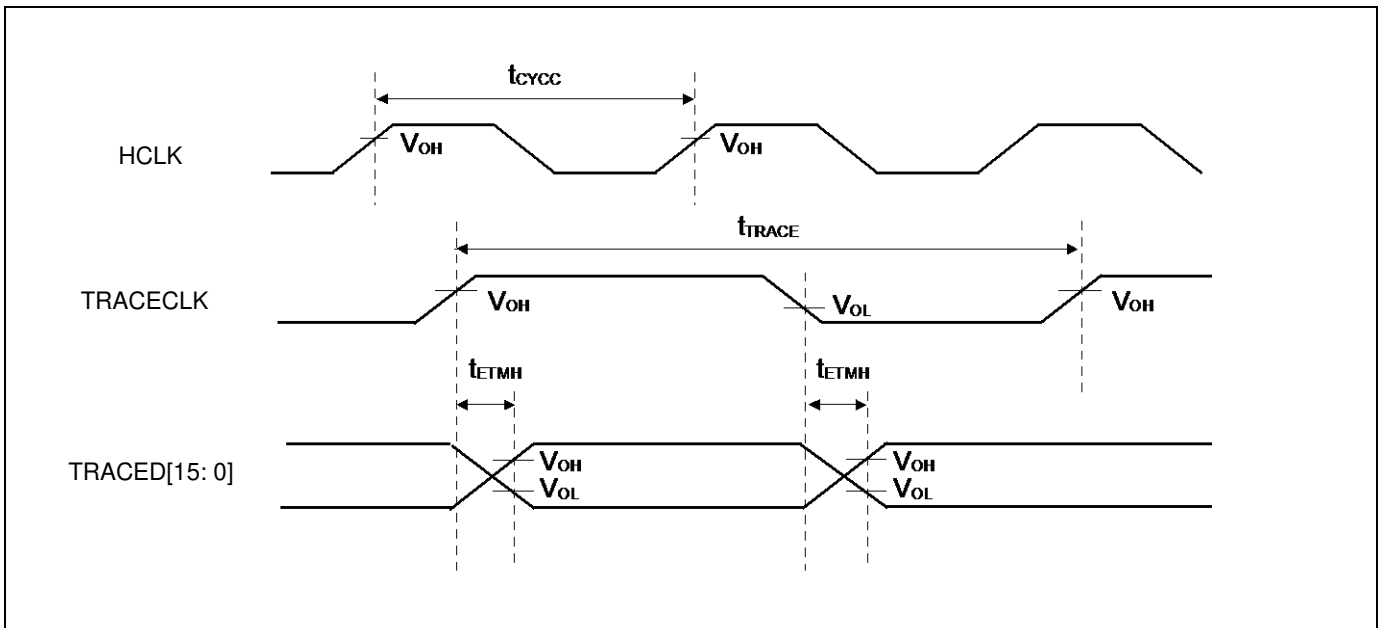 tCYCC
HCLK
VOH
VOH
tTRACE
TRACECLK
VOH
VOL
VOH
tETMH
tETMH
TRACED[15: 0]
VOH
VOH
VOL
VOL